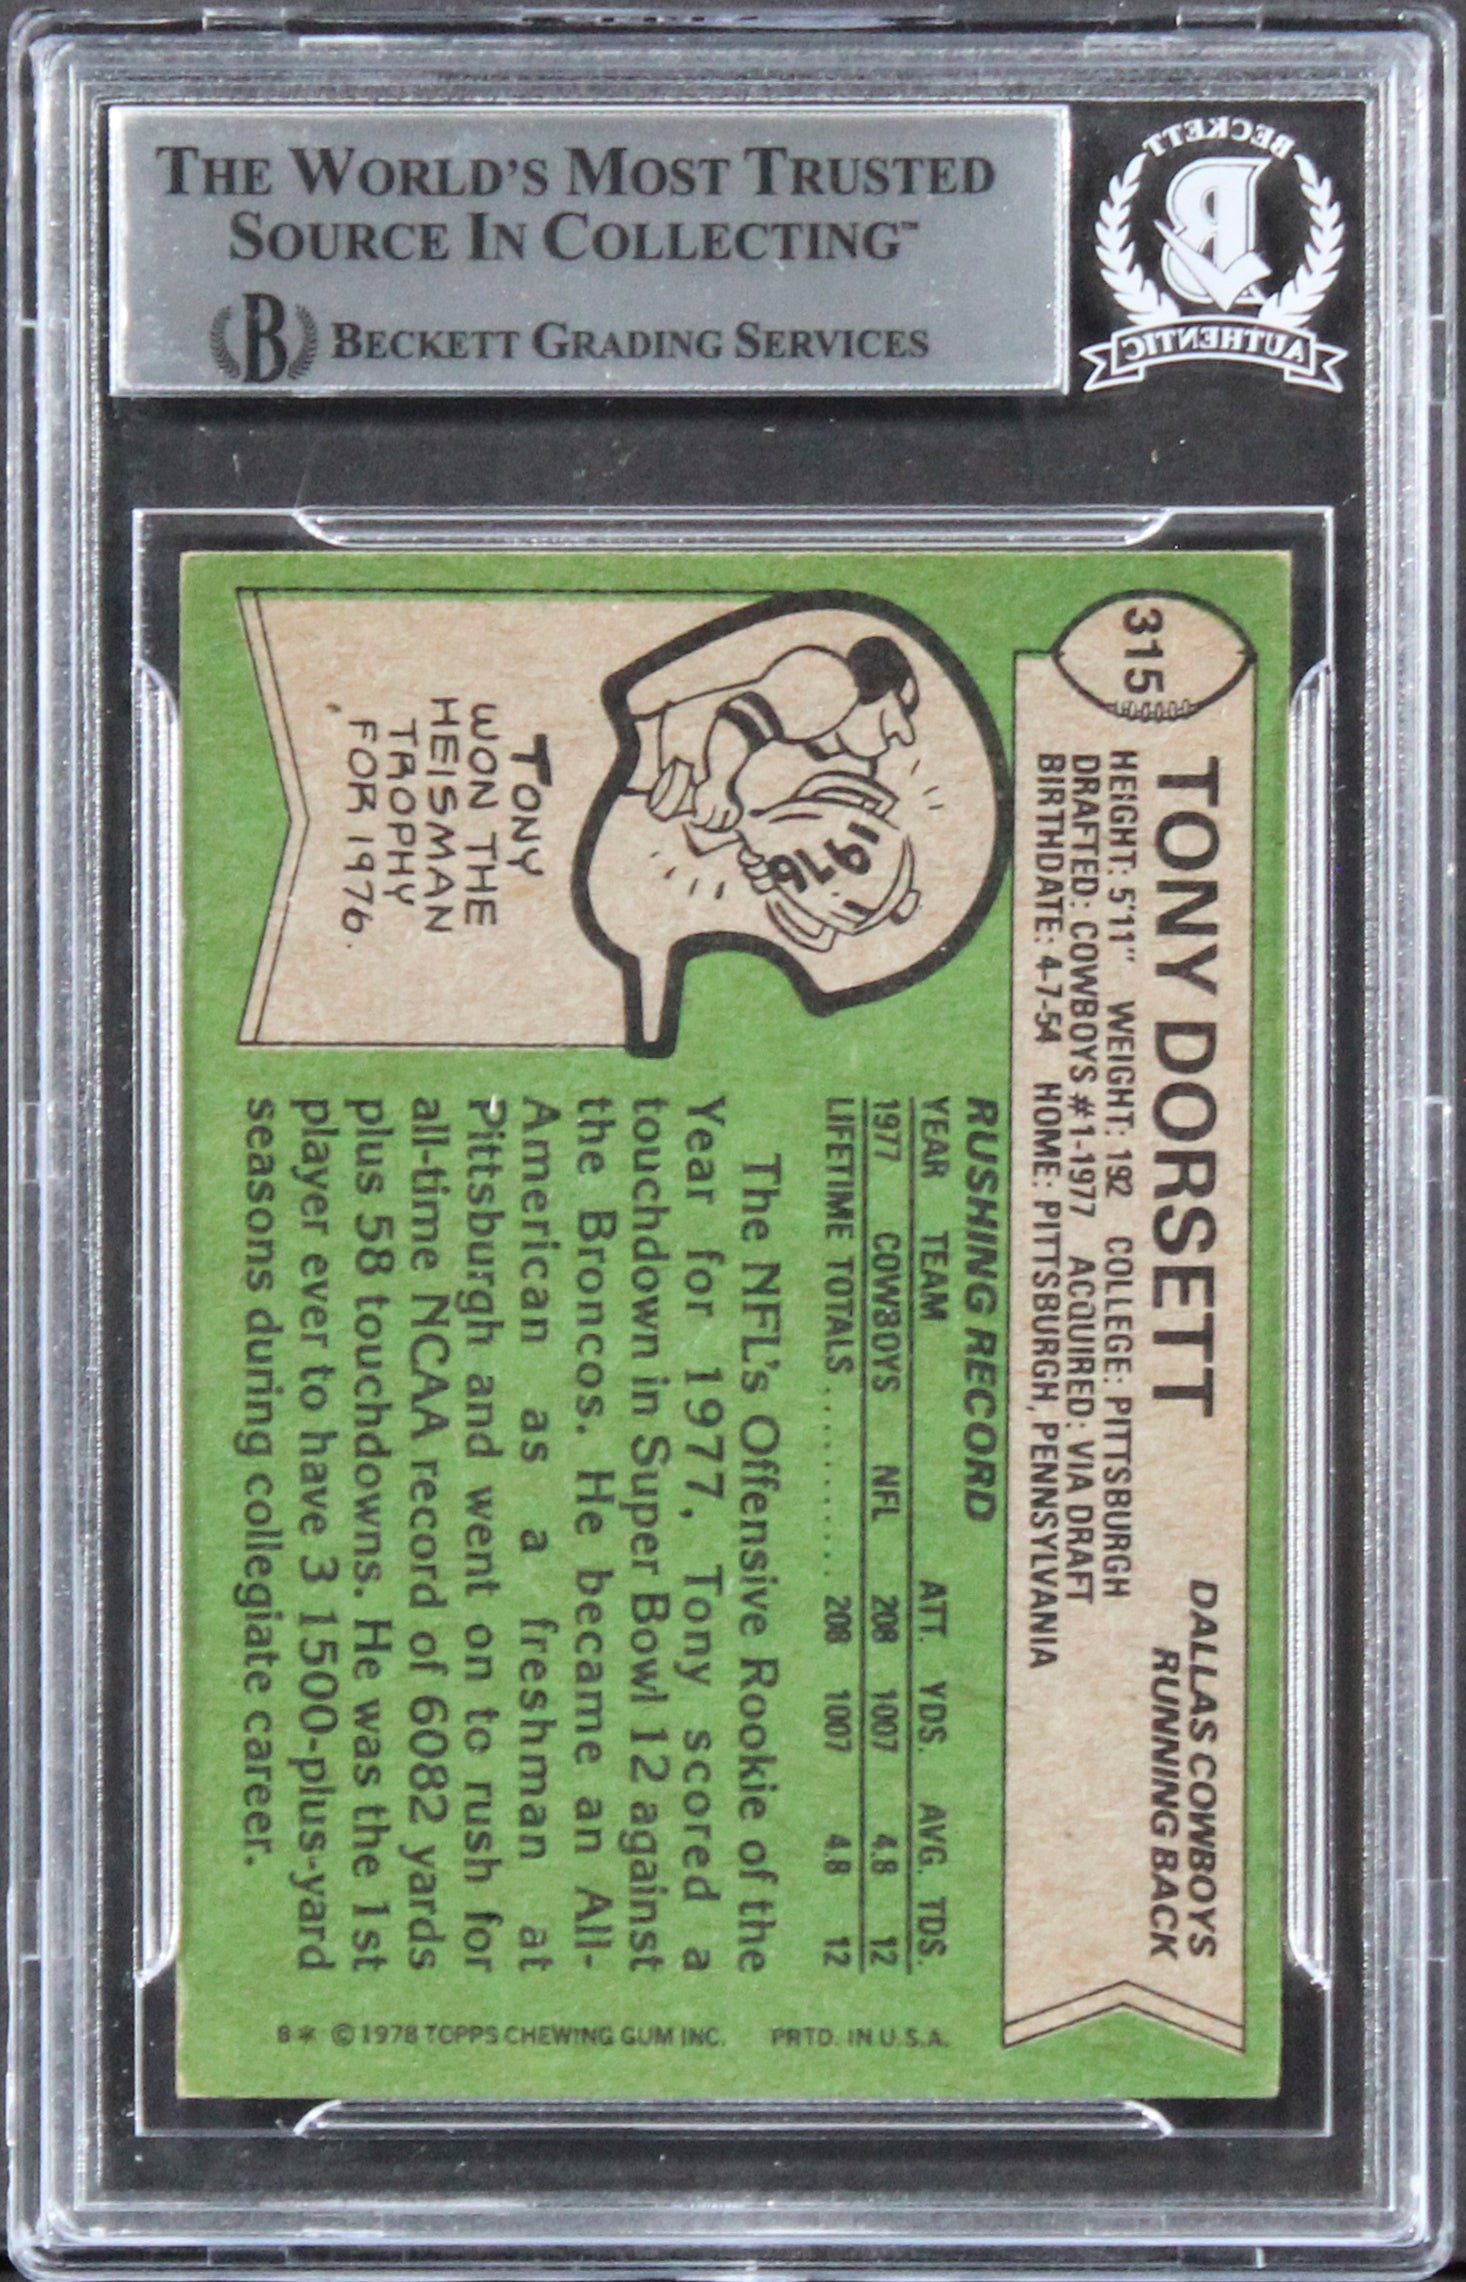 THE WORLD'S MOST TRUSTED
SOURCE IN COLLECTING™
B BECKETT GRADING SERVICES
BECKETT
B
AUTHENTIC
315
TONY DORSETT
DALLAS COWBOYS
RUNNING BACK
HEIGHT: 5'11" WEIGHT: 192 COLLEGE: PITTSBURGH
DRAFTED: COWBOYS #1-1977 ACQUIRED: VIA DRAFT
BIRTHDATE: 4-7-54 HOME: PITTSBURGH, PENNSYLVANIA
1976
TONY
WON THE
HEISMAN
TROPHY
FOR 1976.
RUSHING RECORD
YEAR TEAM ATT. YDS. AVG. TDS.
1977 COWBOYS NFL 208 1007 4.8 12
LIFETIME TOTALS .......... 208 1007 4.8 12
The NFL's Offensive Rookie of the
Year for 1977, Tony scored a
touchdown in Super Bowl 12 against
the Broncos. He became an All-
American as a freshman at
Pittsburgh and went on to rush for
all-time NCAA record of 6082 yards
plus 58 touchdowns. He was the 1st
player ever to have 3 1500-plus-yard
seasons during collegiate career.
8* © 1978 TOPPS CHEWING GUM INC. PRTD. IN U.S.A.